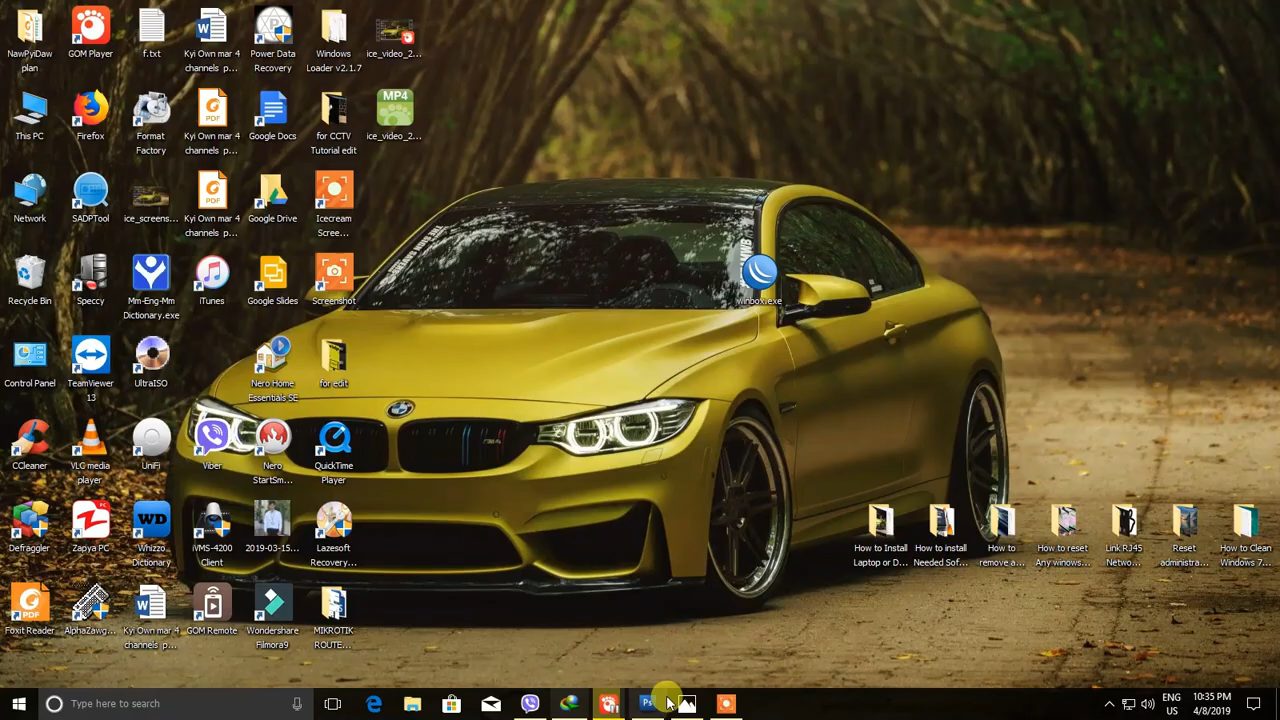 NawPyiDaw
plan
GOM Player
f.txt
Kyi Own mar 4
channels p...
Power Data
Recovery
Windows
Loader v2.1.7
ice_video_2...
This PC
Firefox
Format
Factory
Kyi Own mar 4
channels p...
Google Docs
for CCTV
Tutorial edit
MP4
ice_video_2...
Network
SADPTool
ice_screens...
Kyi Own mar 4
channels p...
Google Drive
Icecream
Scree...
Recycle Bin
Speccy
Mm-Eng-Mm
Dictionary.exe
iTunes
Google Slides
Screenshot
winbox.exe
Control Panel
TeamViewer
13
UltraISO
Nero Home
Essentials SE
for edit
CCleaner
VLC media
player
UniFi
Viber
Nero
StartSm...
QuickTime
Player
Defraggler
Zapya PC
WD
Whizzo
Dictionary
iVMS-4200
Client
2019-03-15...
Lazesoft
Recovery...
How to Install
Laptop or D...
How to install
Needed Sof...
How to
remove a...
How to reset
Any winows...
Link RJ45
Netwo...
Reset
administra...
How to Clean
Windows 7...
PDF
Foxit Reader
AlphaZawg...
Kyi Own mar 4
channels p...
GOM Remote
Wondershare
Filmora9
MIKROTIK
ROUTE...
Type here to search
Ps
ENG
US
10:35 PM
4/8/2019